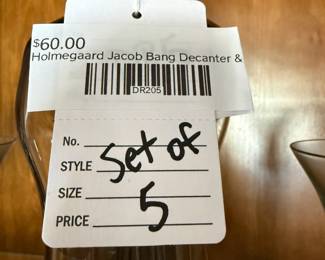 $60.00
Holmegaard Jacob Bang Decanter &
DR205
No.
STYLE Set of
SIZE
PRICE 5